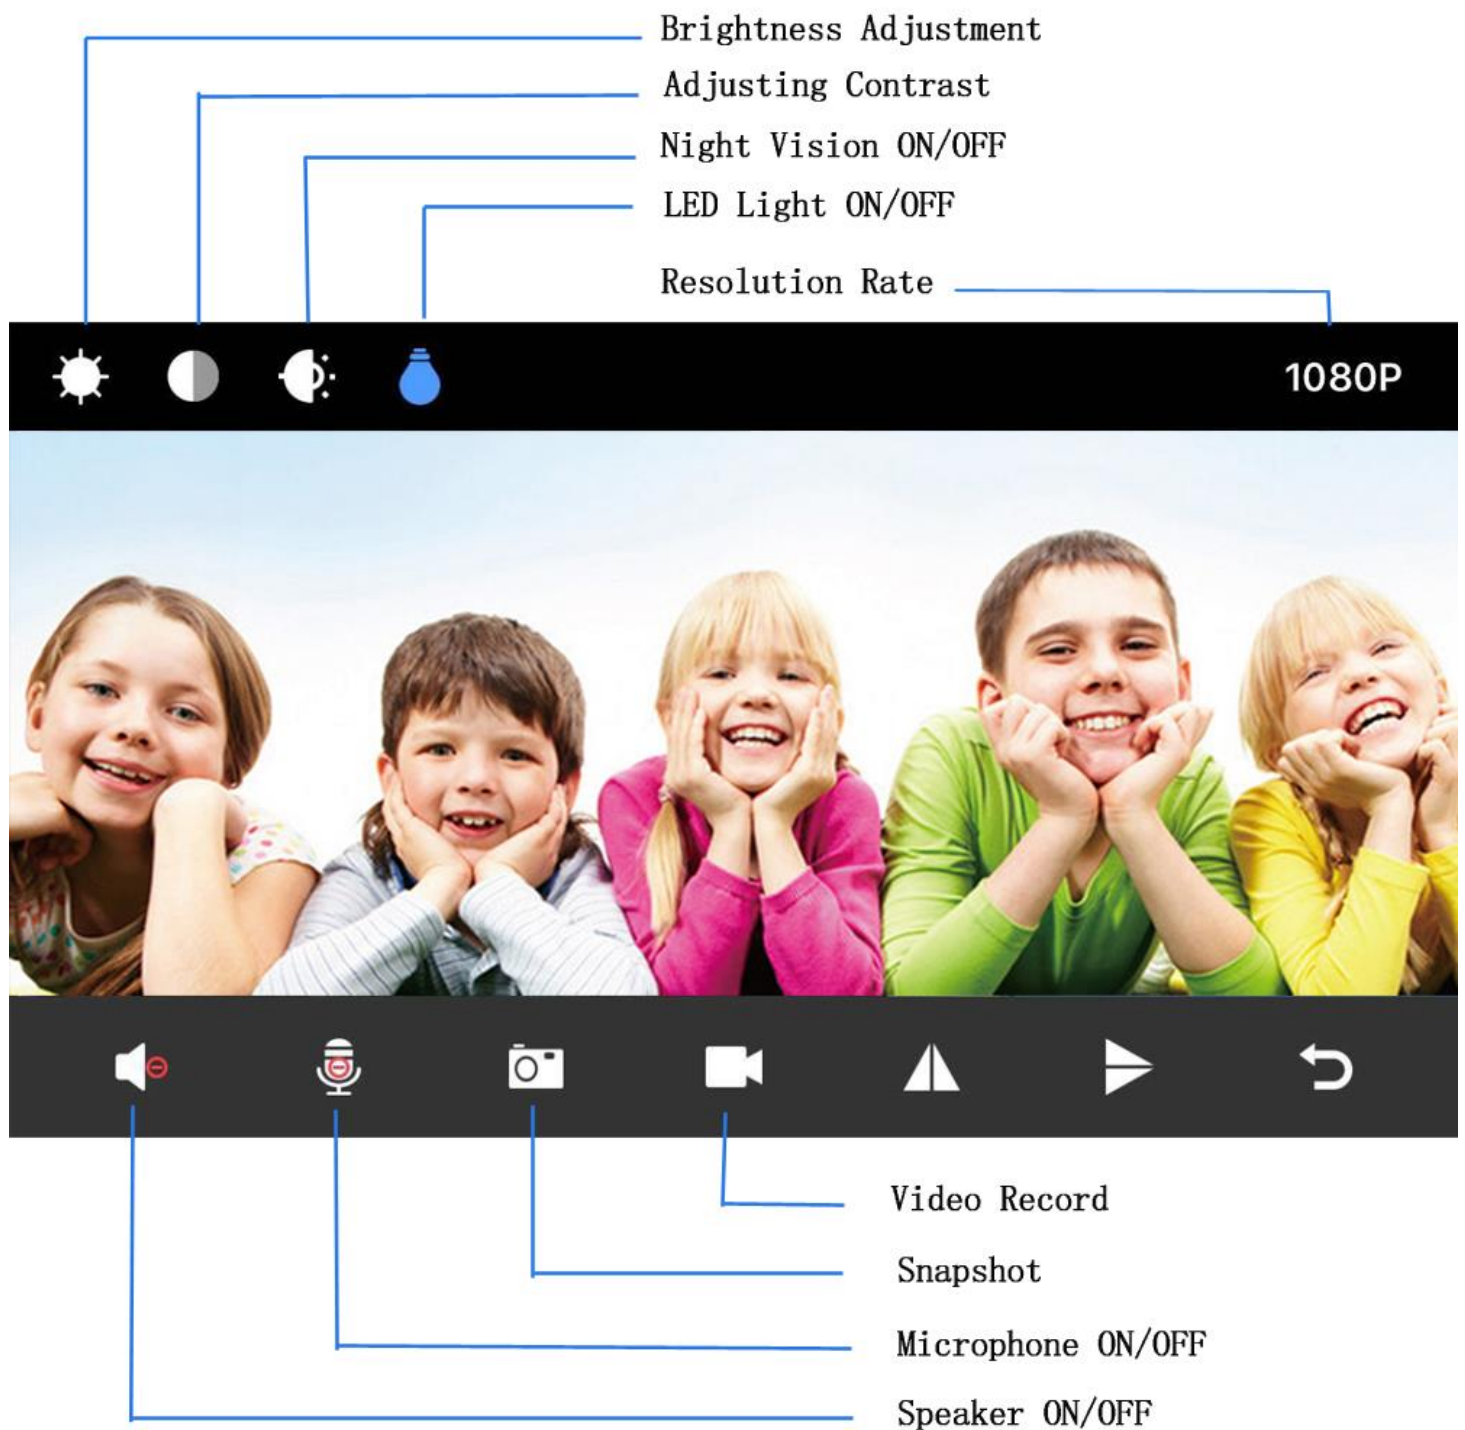 Brightness Adjustment
Adjusting Contrast
Night Vision ON/OFF
LED Light ON/OFF
Resolution Rate
1080P
Video Record
Snapshot
Microphone ON/OFF
Speaker ON/OFF